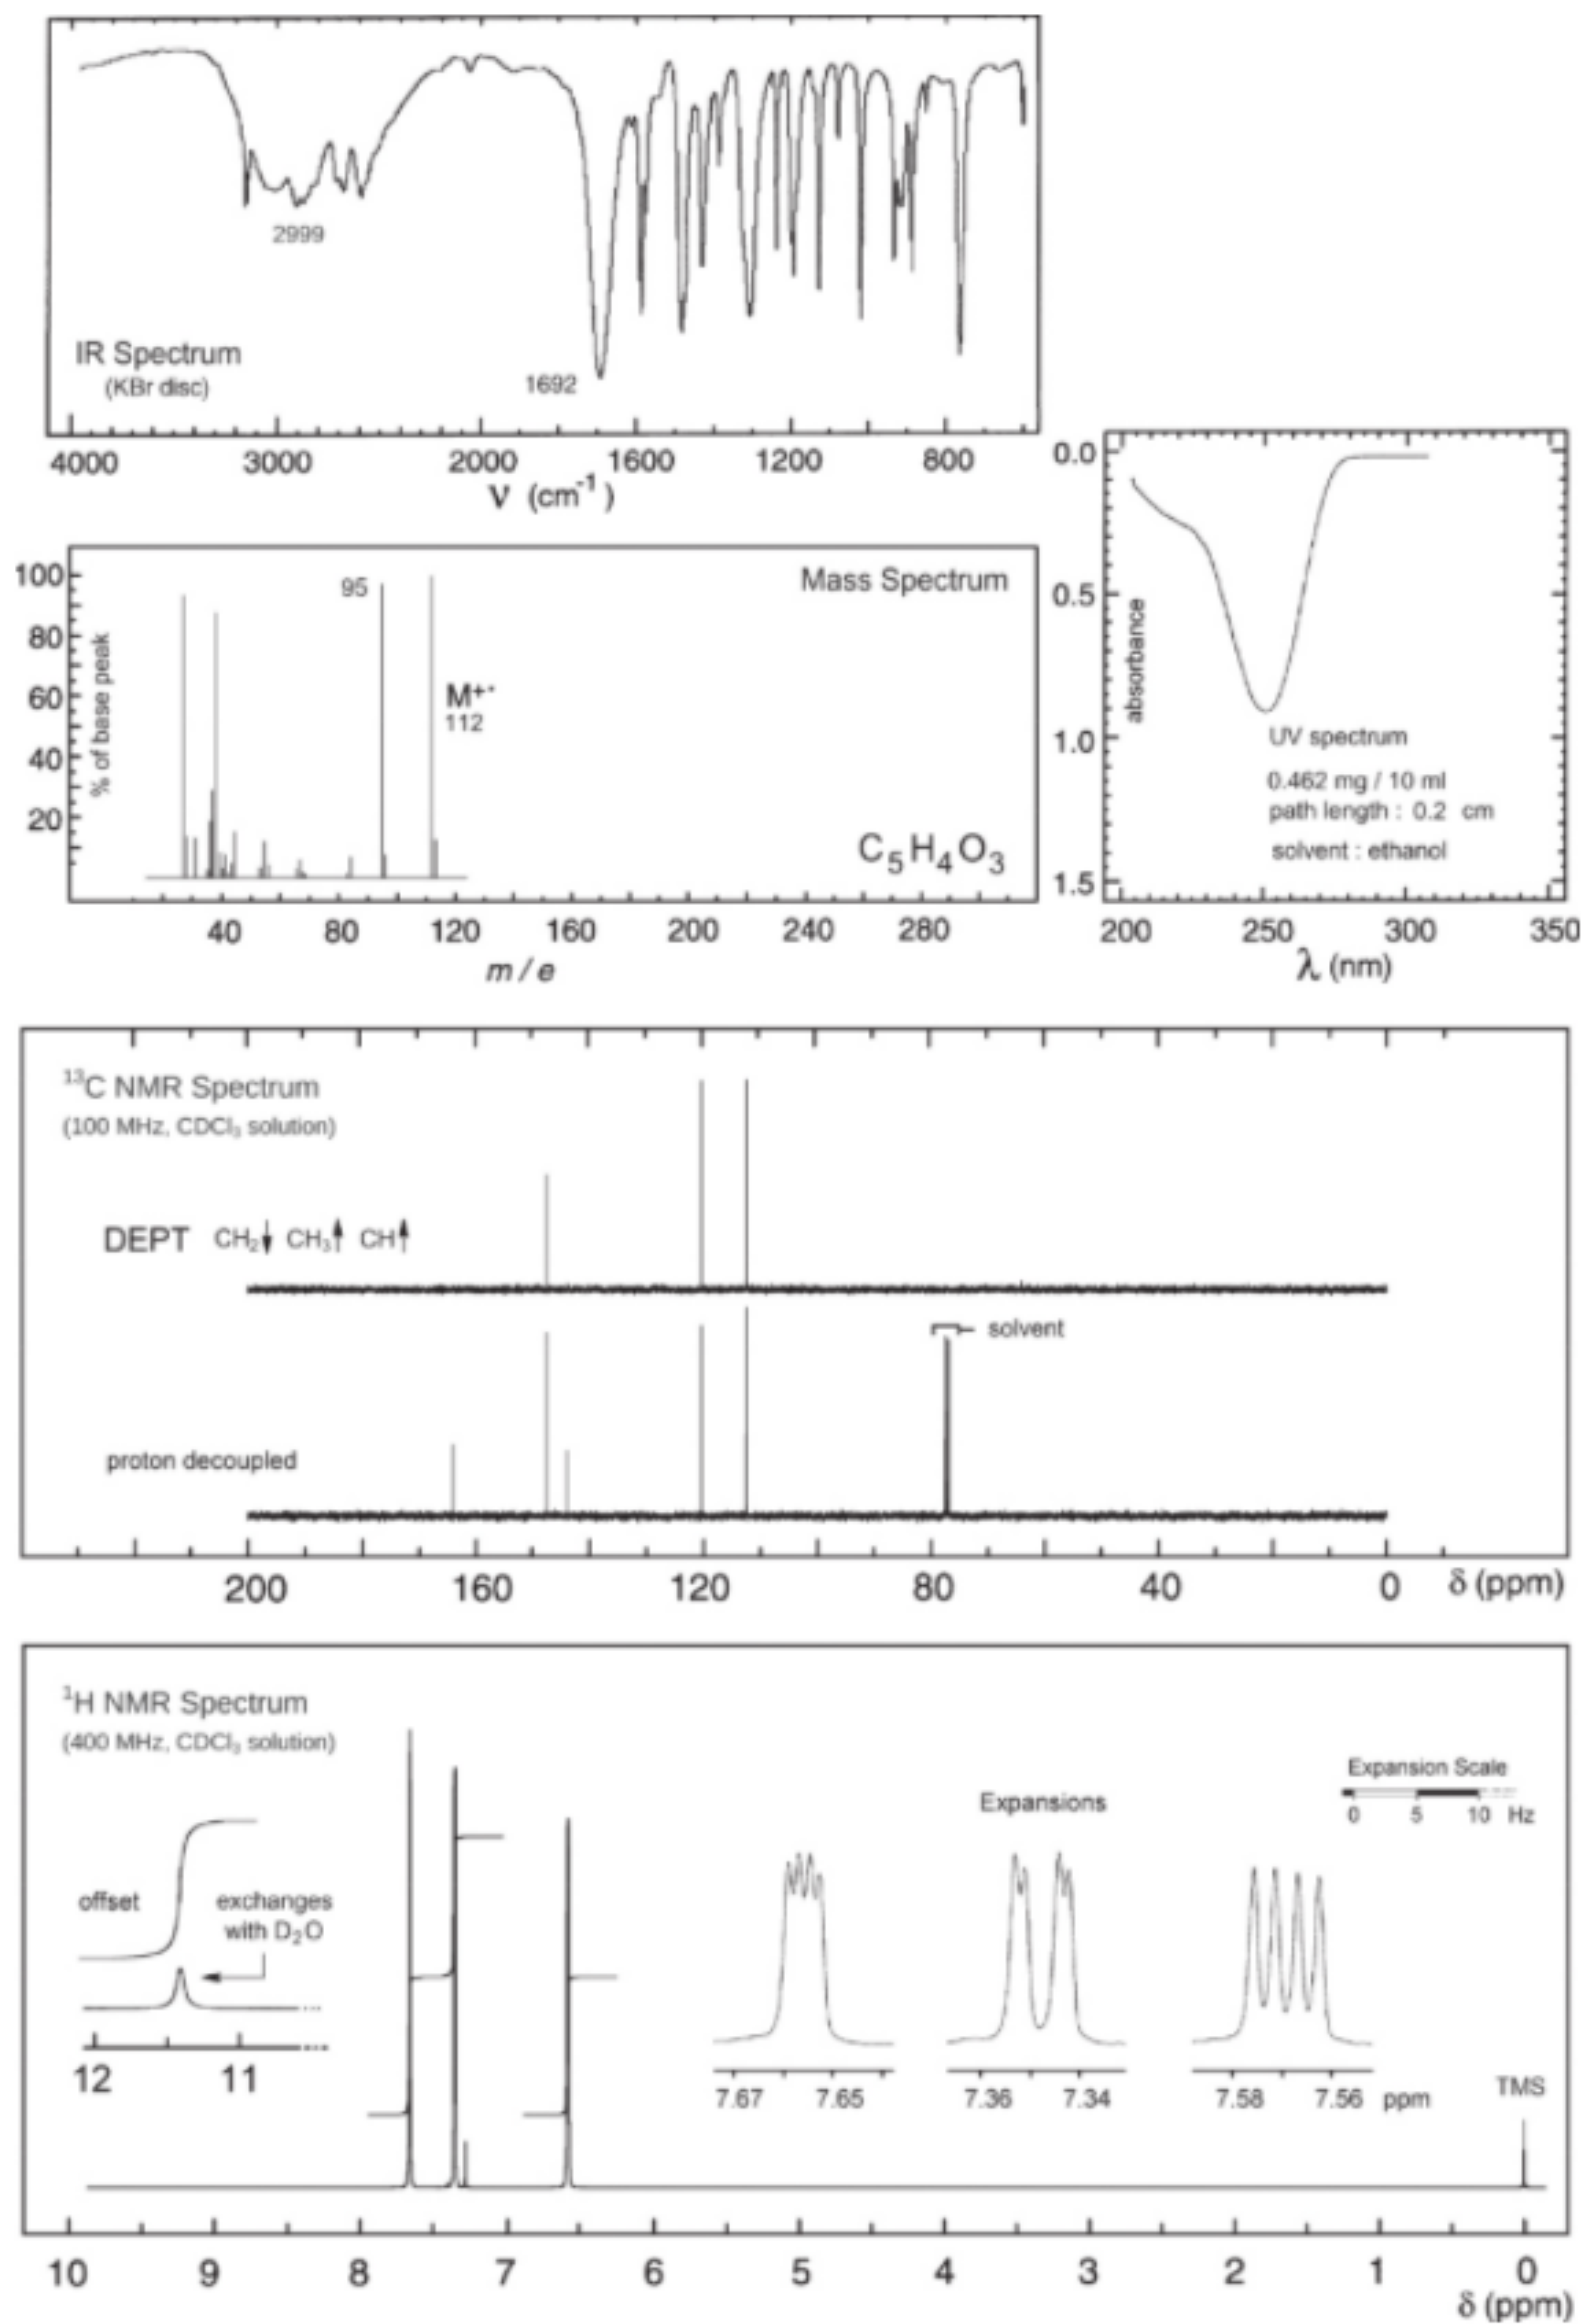 2999
IR Spectrum
(KBr disc)
1692
4000 3000 2000 1600 1200 800
ν (cm⁻¹)
100
80
60
40
20
% of base peak
95
Mass Spectrum
M⁺·
112
C₅H₄O₃
40 80 120 160 200 240 280
m / e
0.0
0.5
1.0
1.5
absorbance
UV spectrum
0.462 mg / 10 ml
path length : 0.2 cm
solvent : ethanol
200 250 300 350
λ (nm)
¹³C NMR Spectrum
(100 MHz, CDCl₃ solution)
DEPT CH₂↓ CH₃↑ CH↑
solvent
proton decoupled
200 160 120 80 40 0 δ (ppm)
¹H NMR Spectrum
(400 MHz, CDCl₃ solution)
Expansion Scale
0 5 10 Hz
Expansions
offset
exchanges
with D₂O
12 11
7.67 7.65 7.36 7.34 7.58 7.56 ppm
TMS
10 9 8 7 6 5 4 3 2 1 0
δ (ppm)